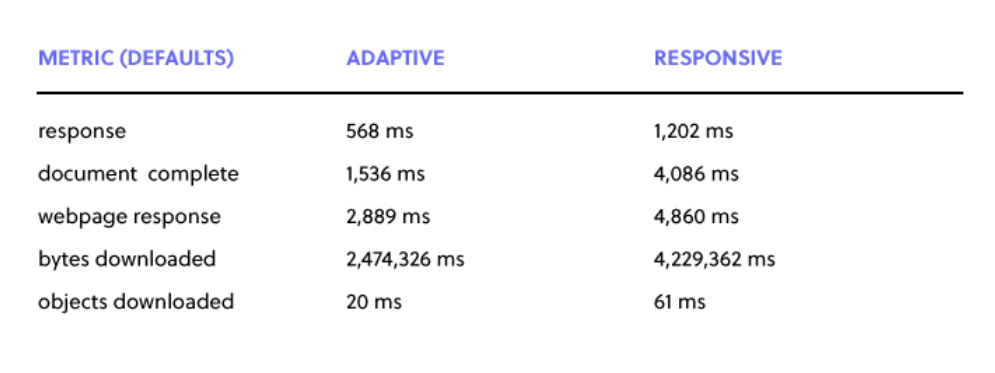 METRIC (DEFAULTS) ADAPTIVE RESPONSIVE
response 568 ms 1,202 ms
document complete 1,536 ms 4,086 ms
webpage response 2,889 ms 4,860 ms
bytes downloaded 2,474,326 ms 4,229,362 ms
objects downloaded 20 ms 61 ms